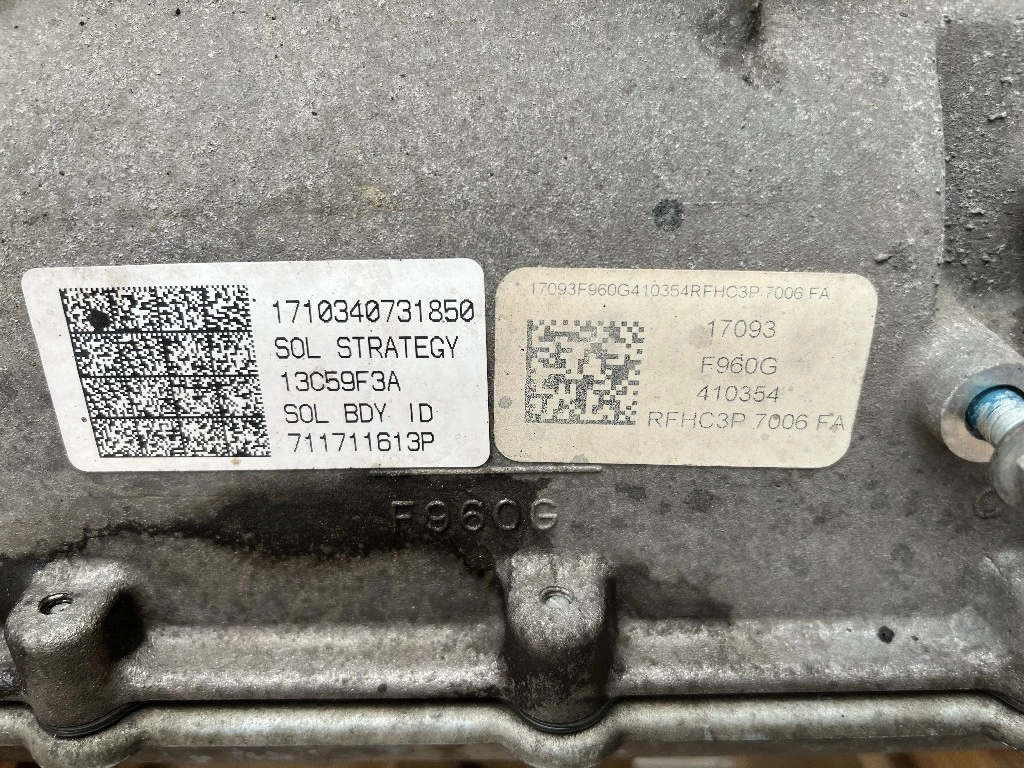 1710340731850
SOL STRATEGY
13C59F3A
SOL BDY ID
711711613P
17093F960G410354RFHC3P 7006 FA
17093
F960G
410354
RFHC3P 7006 FA
F960G